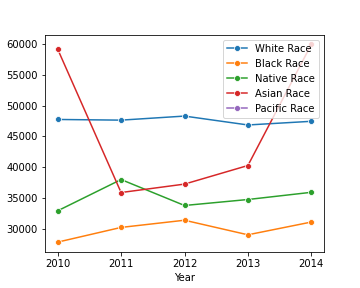 60000
55000
50000
45000
40000
35000
30000
White Race
Black Race
Native Race
Asian Race
Pacific Race
2010 2011 2012 2013 2014
Year